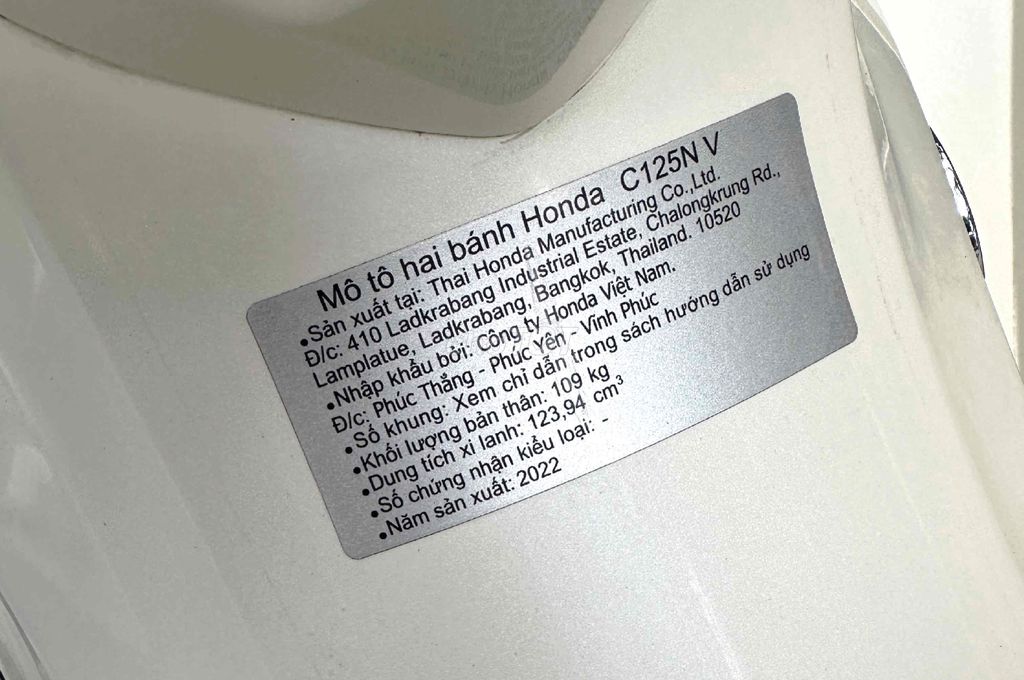 Mô tô hai bánh Honda C125N V
•Sản xuất tại: Thai Honda Manufacturing Co.,Ltd.
Đ/c: 410 Ladkrabang Industrial Estate, Chalongkrung Rd.,
Lamplatue, Ladkrabang, Bangkok, Thailand. 10520
•Nhập khẩu bởi: Công ty Honda Việt Nam.
Đ/c: Phúc Thắng - Phúc Yên - Vĩnh Phúc
•Số khung: Xem chỉ dẫn trong sách hướng dẫn sử dụng
•Khối lượng bản thân: 109 kg
•Dung tích xi lanh: 123,94 cm³
•Số chứng nhận kiểu loại: -
•Năm sản xuất: 2022